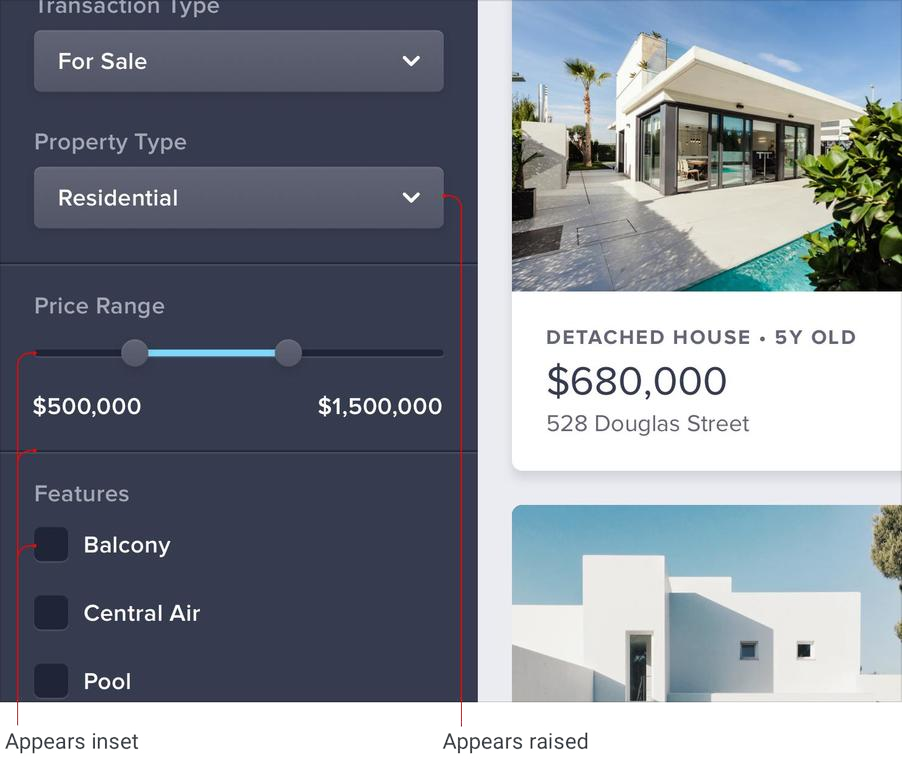 Transaction Type
For Sale
Property Type
Residential
Price Range
$500,000
$1,500,000
Features
Balcony
Central Air
Pool
DETACHED HOUSE • 5Y OLD
$680,000
528 Douglas Street
Appears inset
Appears raised